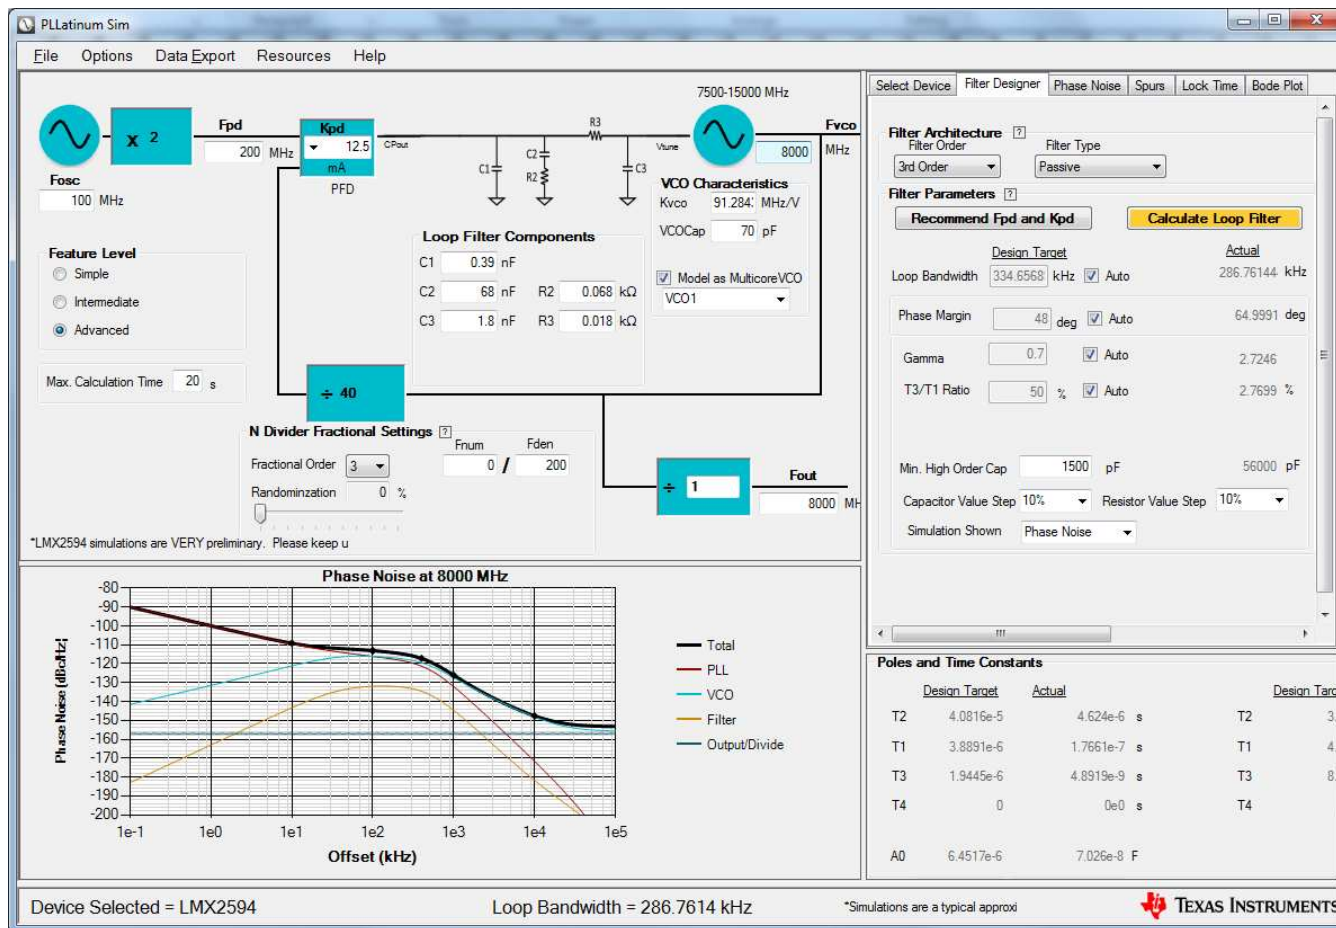 PLLatinum Sim
File Options Data Export Resources Help
7500-15000 MHz
x 2
Fpd
200 MHz
Kpd
12.5
mA
PFD
CPout
R3
C1
C2
R2
C3
Vtune
Fvco
8000 MHz
Fosc
100 MHz
VCO Characteristics
Kvco 91.284 MHz/V
VCOCap 70 pF
Model as MulticoreVCO
VCO1
Feature Level
Simple
Intermediate
Advanced
Loop Filter Components
C1 0.39 nF
C2 68 nF R2 0.068 kΩ
C3 1.8 nF R3 0.018 kΩ
Max. Calculation Time 20 s
÷ 40
N Divider Fractional Settings ?
Fnum Fden
Fractional Order 3 0 / 200
Randominzation 0 %
÷ 1
Fout
8000 MH
*LMX2594 simulations are VERY preliminary. Please keep u
Select Device Filter Designer Phase Noise Spurs Lock Time Bode Plot
Filter Architecture ?
Filter Order Filter Type
3rd Order Passive
Filter Parameters ?
Recommend Fpd and Kpd Calculate Loop Filter
Design Target Actual
Loop Bandwidth 334.6568 kHz Auto 286.76144 kHz
Phase Margin 48 deg Auto 64.9991 deg
Gamma 0.7 Auto 2.7246
T3/T1 Ratio 50 % Auto 2.7699 %
Min. High Order Cap 1500 pF 56000 pF
Capacitor Value Step 10% Resistor Value Step 10%
Simulation Shown Phase Noise
Phase Noise at 8000 MHz
Phase Noise [dBc/Hz]
-80
-90
-100
-110
-120
-130
-140
-150
-160
-170
-180
-190
-200
1e-1 1e0 1e1 1e2 1e3 1e4 1e5
Offset (kHz)
Total
PLL
VCO
Filter
Output/Divide
Poles and Time Constants
Design Target Actual Design Targ
T2 4.0816e-5 4.624e-6 s T2 3.
T1 3.8891e-6 1.7661e-7 s T1 4.
T3 1.9445e-6 4.8919e-9 s T3 8.
T4 0 0e0 s T4
A0 6.4517e-6 7.026e-8 F
Device Selected = LMX2594 Loop Bandwidth = 286.7614 kHz *Simulations are a typical approxi TEXAS INSTRUMENTS